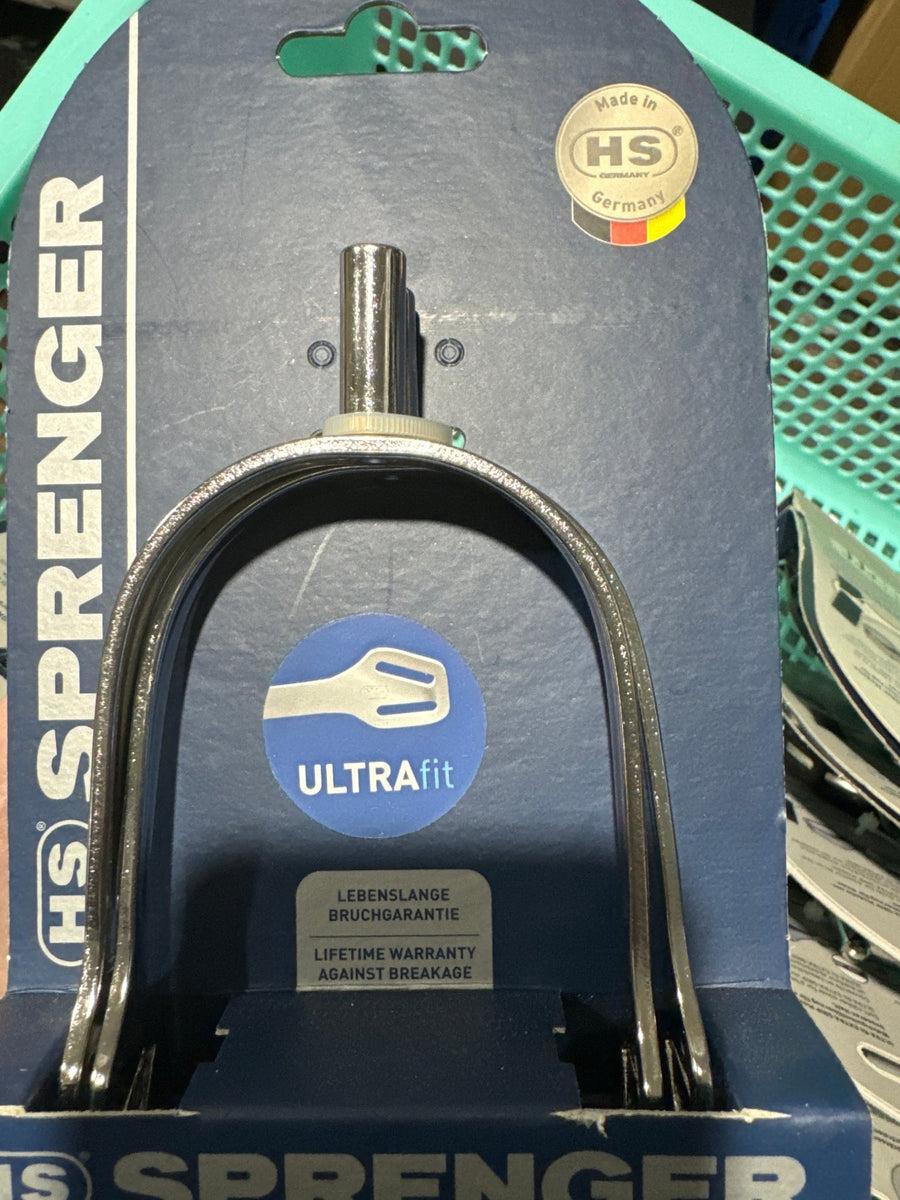 Made in
HS®
GERMANY
Germany
HS® SPRENGER
ULTRAfit
LEBENSLANGE
BRUCHGARANTIE
LIFETIME WARRANTY
AGAINST BREAKAGE
HS SPRENGER